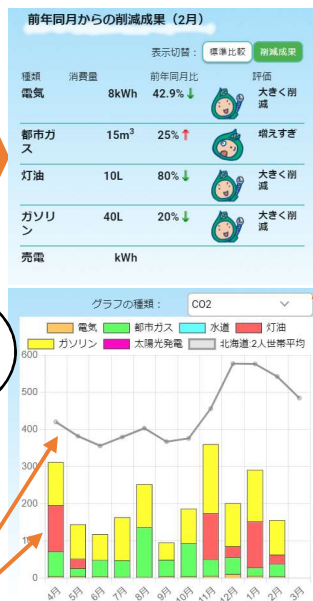 前年同月からの削減成果（2月）
表示切替： 標準比較 削減成果
種類 消費量 前年同月比 評価
電気 8kWh 42.9%↓ 大きく削減
都市ガス 15m³ 25%↑ 増えすぎ
灯油 10L 80%↓ 大きく削減
ガソリン 40L 20%↓ 大きく削減
売電 kWh
グラフの種類： CO2
電気 都市ガス 水道 灯油
ガソリン 太陽光発電 北海道:2人世帯平均
600
500
400
300
200
100
0
4月 5月 6月 7月 8月 9月 10月 11月 12月 1月 2月 3月